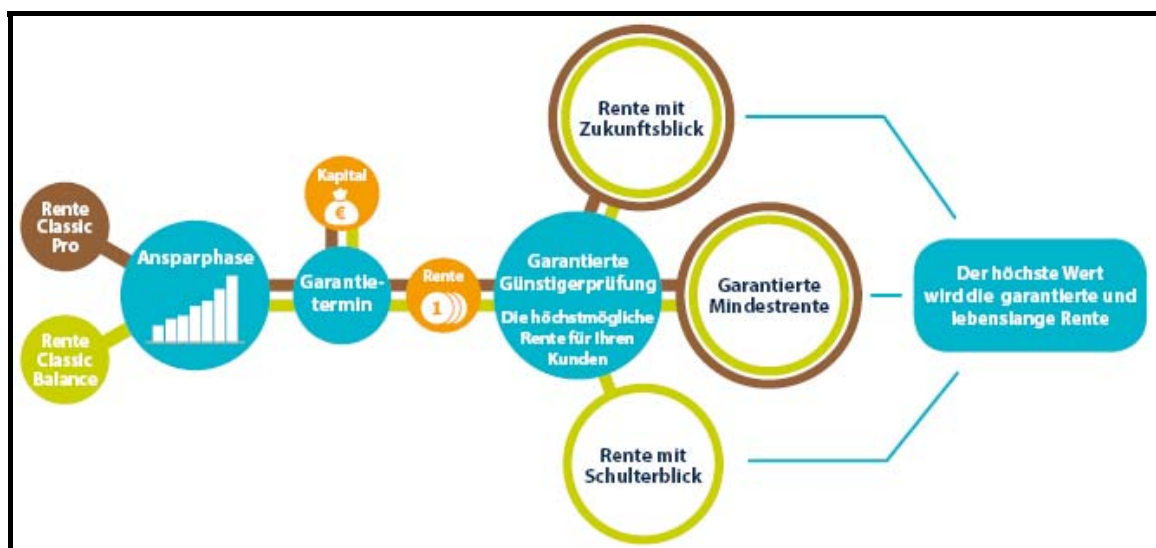 Rente
Classic
Pro
Rente
Classic
Balance
Ansparphase
Kapital
€
Garantie-
termin
Rente
1
Garantierte
Günstigerprüfung
Die höchstmögliche
Rente für Ihren
Kunden
Rente mit
Zukunftsblick
Garantierte
Mindestrente
Rente mit
Schulterblick
Der höchste Wert
wird die garantierte und
lebenslange Rente